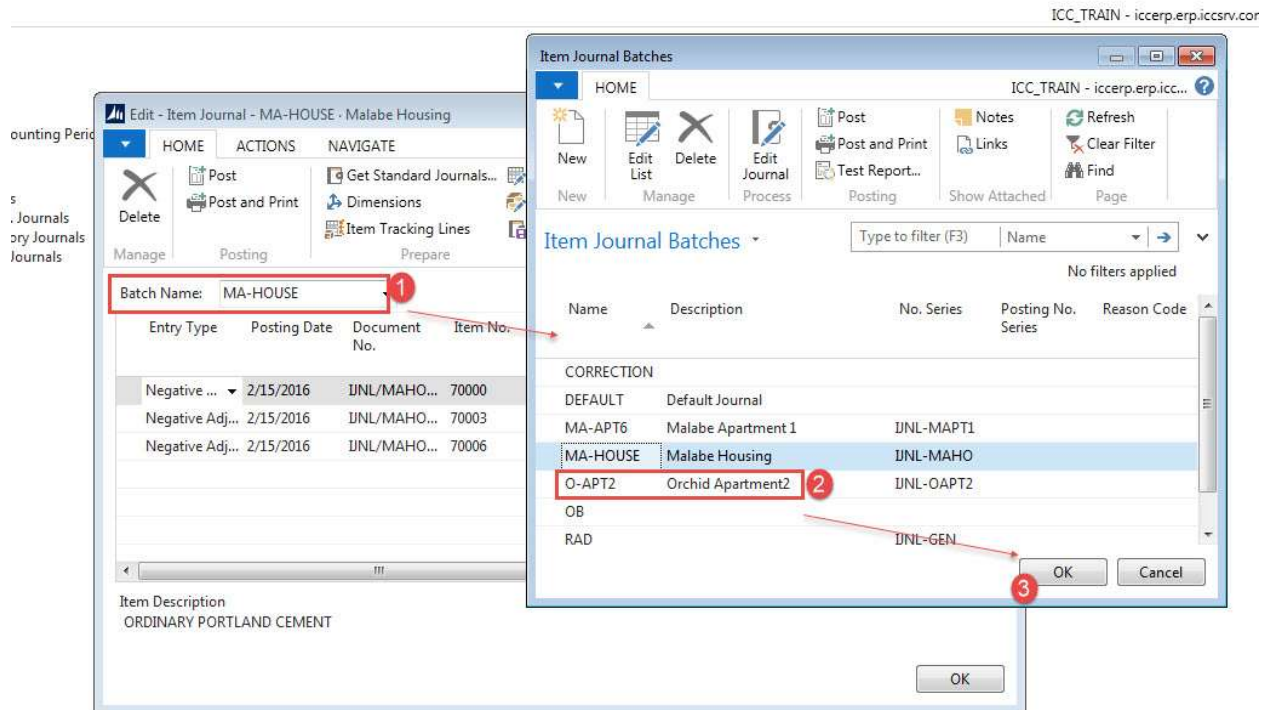 ICC_TRAIN - iccerp.erp.iccsrv.cor
Item Journal Batches
HOME
ICC_TRAIN - iccerp.erp.icc...
New
Edit List
Delete
Edit Journal
Post
Post and Print
Test Report...
Notes
Links
Refresh
Clear Filter
Find
New Manage Process Posting Show Attached Page
Item Journal Batches
Type to filter (F3) Name
No filters applied
Name Description No. Series Posting No. Series Reason Code
CORRECTION
DEFAULT Default Journal
MA-APT6 Malabe Apartment 1 IJNL-MAPT1
MA-HOUSE Malabe Housing IJNL-MAHO
O-APT2 Orchid Apartment2 2 IJNL-OAPT2
OB
RAD IJNL-GEN
OK Cancel
3
ounting Peric
s
. Journals
ory Journals
Journals
Edit - Item Journal - MA-HOUSE · Malabe Housing
HOME ACTIONS NAVIGATE
Delete
Post
Post and Print
Get Standard Journals...
Dimensions
Item Tracking Lines
Manage Posting Prepare
Batch Name: MA-HOUSE 1
Entry Type Posting Date Document No. Item No.
Negative ... 2/15/2016 IJNL/MAHO... 70000
Negative Adj... 2/15/2016 IJNL/MAHO... 70003
Negative Adj... 2/15/2016 IJNL/MAHO... 70006
Item Description
ORDINARY PORTLAND CEMENT
OK